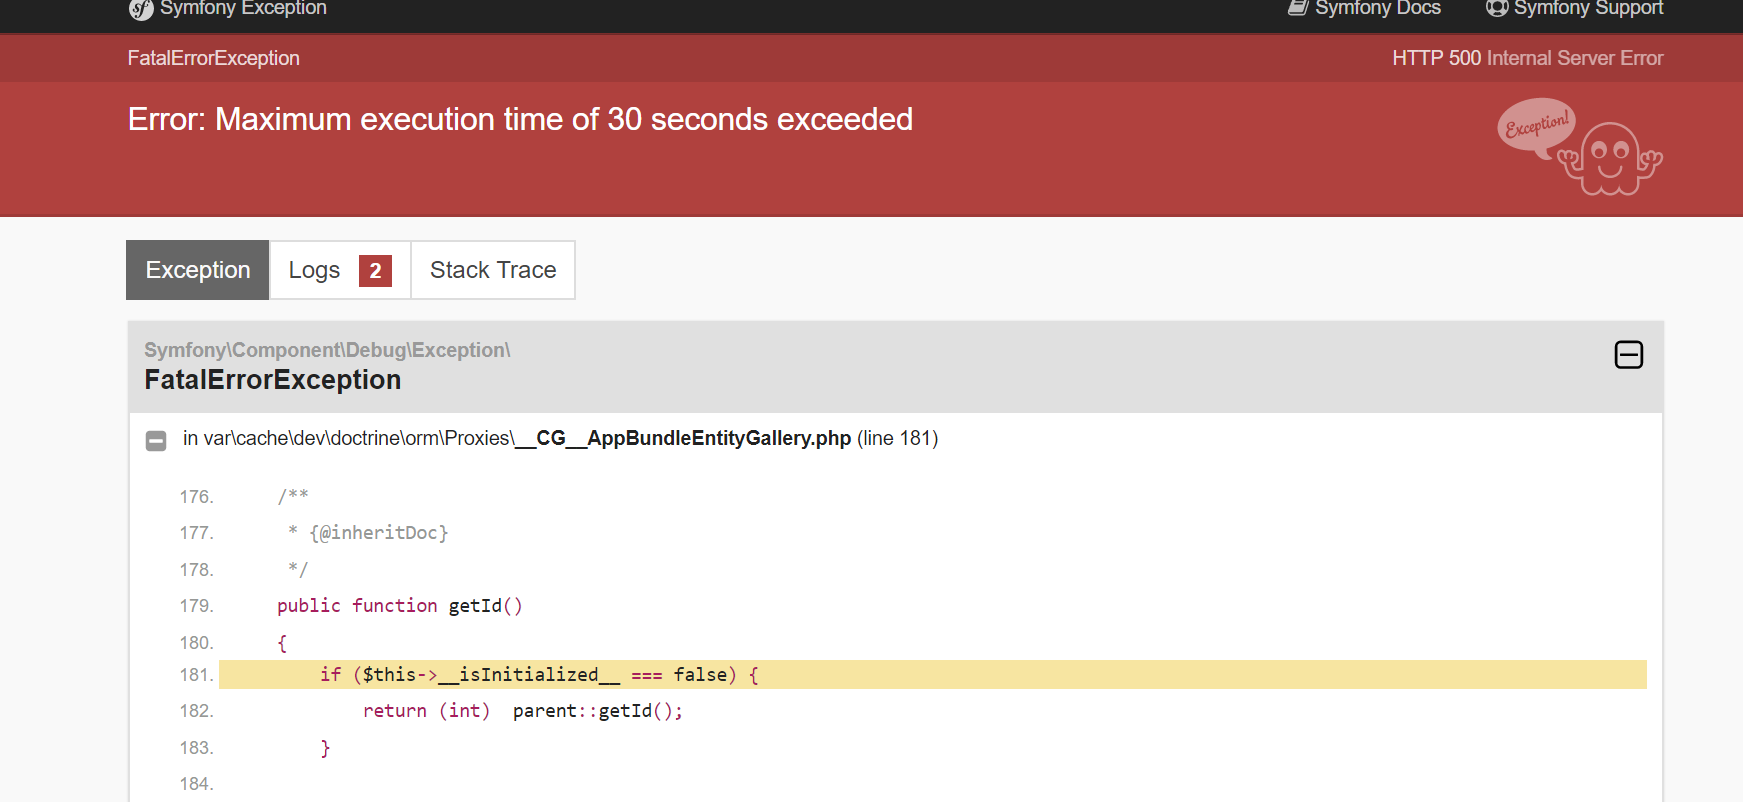 Symfony Exception
Symfony Docs
Symfony Support
FatalErrorException
HTTP 500 Internal Server Error
Error: Maximum execution time of 30 seconds exceeded
Exception!
Exception
Logs 2
Stack Trace
Symfony\Component\Debug\Exception\
FatalErrorException
in var\cache\dev\doctrine\orm\Proxies\__CG__AppBundleEntityGallery.php (line 181)
176. /**
177. * {@inheritDoc}
178. */
179. public function getId()
180. {
181. if ($this->__isInitialized__ === false) {
182. return (int)  parent::getId();
183. }
184.